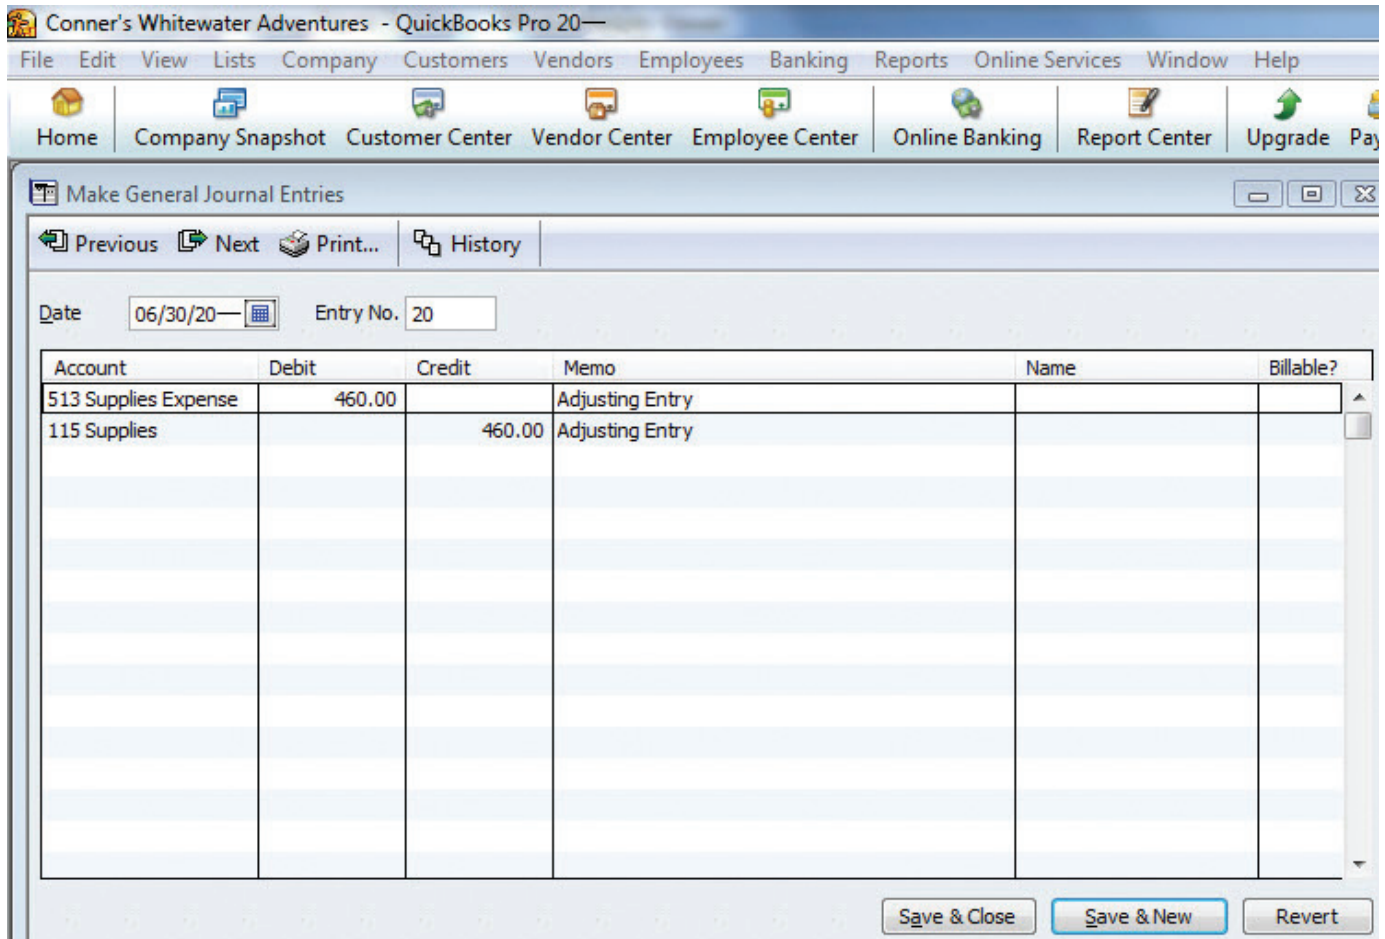 Conner's Whitewater Adventures - QuickBooks Pro 20—
File Edit View Lists Company Customers Vendors Employees Banking Reports Online Services Window Help
Home Company Snapshot Customer Center Vendor Center Employee Center Online Banking Report Center Upgrade Pay
Make General Journal Entries
Previous Next Print... History
Date 06/30/20— Entry No. 20
Account Debit Credit Memo Name Billable?
513 Supplies Expense 460.00 Adjusting Entry
115 Supplies 460.00 Adjusting Entry
Save & Close Save & New Revert